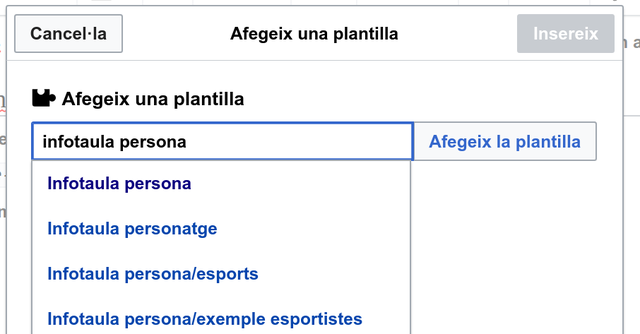 Cancel·la
Afegeix una plantilla
Insereix
Afegeix una plantilla
infotaula persona
Afegeix la plantilla
Infotaula persona
Infotaula personatge
Infotaula persona/esports
Infotaula persona/exemple esportistes